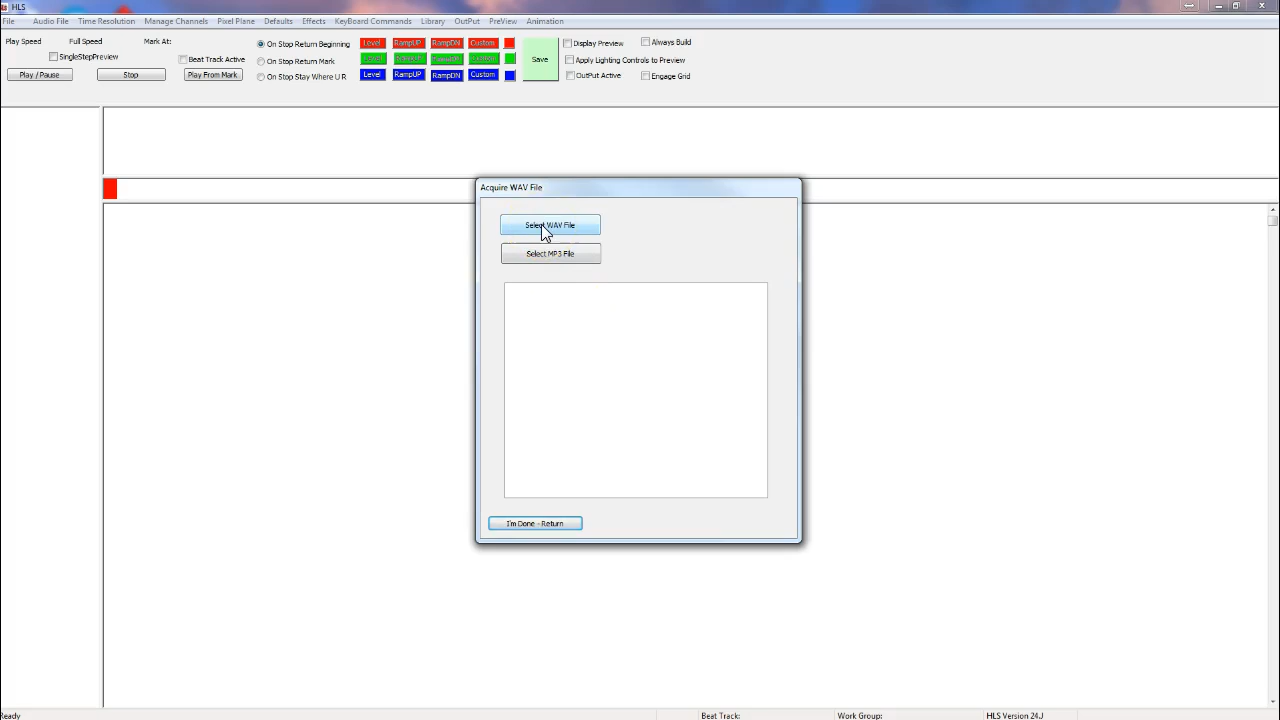 HLS
File Audio File Time Resolution Manage Channels Pixel Plane Defaults Effects KeyBoard Commands Library OutPut PreView Animation
Play Speed Full Speed Mark At: On Stop Return Beginning Level RampUP RampDN Custom Display Preview Always Build
SingleStepPreview Beat Track Active On Stop Return Mark Save Apply Lighting Controls to Preview
Play / Pause Stop Play From Mark On Stop Stay Where U R Level RampUP RampDN Custom OutPut Active Engage Grid
Acquire WAV File
Select WAV File
Select MP3 File
I'm Done - Return
Ready Beat Track: Work Group: HLS Version 24.J